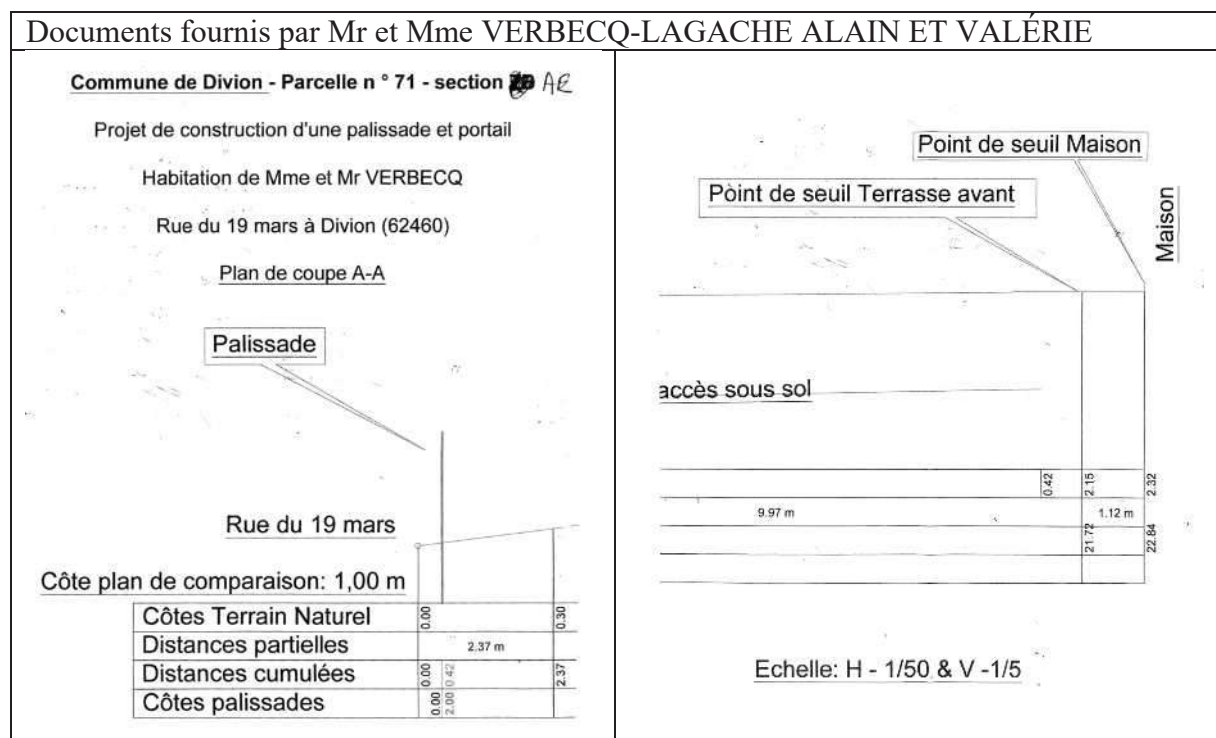 Documents fournis par Mr et Mme VERBECQ-LAGACHE ALAIN ET VALÉRIE
Commune de Divion - Parcelle n ° 71 - section AE
Projet de construction d'une palissade et portail
Habitation de Mme et Mr VERBECQ
Rue du 19 mars à Divion (62460)
Plan de coupe A-A
Palissade
Rue du 19 mars
Côte plan de comparaison: 1,00 m
Côtes Terrain Naturel 0.00 0.30
Distances partielles 2.37 m
Distances cumulées 0.00 0.42 2.37
Côtes palissades 0.00 2.00
Point de seuil Maison
Point de seuil Terrasse avant
Maison
accès sous sol
0.42 2.15 2.32
9.97 m 1.12 m
21.72 22.84
Echelle: H - 1/50 & V -1/5